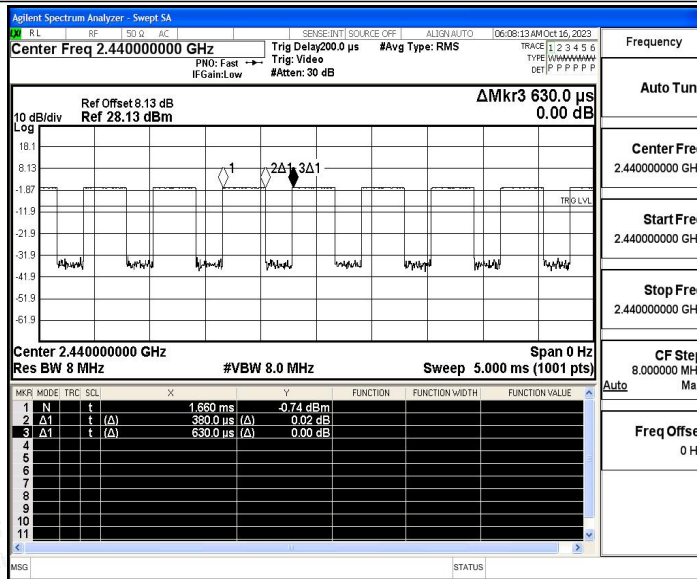 Agilent Spectrum Analyzer - Swept SA
LXI RL RF 50 Ω AC SENSE:INT SOURCE OFF ALIGN AUTO 06:08:13 AM Oct 16, 2023
Center Freq 2.440000000 GHz Trig Delay200.0 µs #Avg Type: RMS TRACE 1 2 3 4 5 6
PNO: Fast Trig: Video TYPE WWWWWW
IFGain:Low #Atten: 30 dB DET P P P P P P
Ref Offset 8.13 dB ΔMkr3 630.0 µs
10 dB/div Ref 28.13 dBm 0.00 dB
Log
18.1
8.13
1 2Δ1 3Δ1
-1.87
TRIG LVL
-11.9
-21.9
-31.9
-41.9
-51.9
-61.9
Center 2.440000000 GHz Span 0 Hz
Res BW 8 MHz #VBW 8.0 MHz Sweep 5.000 ms (1001 pts)
MKR MODE TRC SCL X Y FUNCTION FUNCTION WIDTH FUNCTION VALUE
1 N t 1.660 ms -0.74 dBm
2 Δ1 t (Δ) 380.0 µs (Δ) 0.02 dB
3 Δ1 t (Δ) 630.0 µs (Δ) 0.00 dB
4
5
6
7
8
9
10
11
MSG STATUS
Frequency
Auto Tun
Center Fre
2.440000000 GH
Start Fre
2.440000000 GH
Stop Fre
2.440000000 GH
CF Step
8.000000 MH
Auto Ma
Freq Offse
0 H